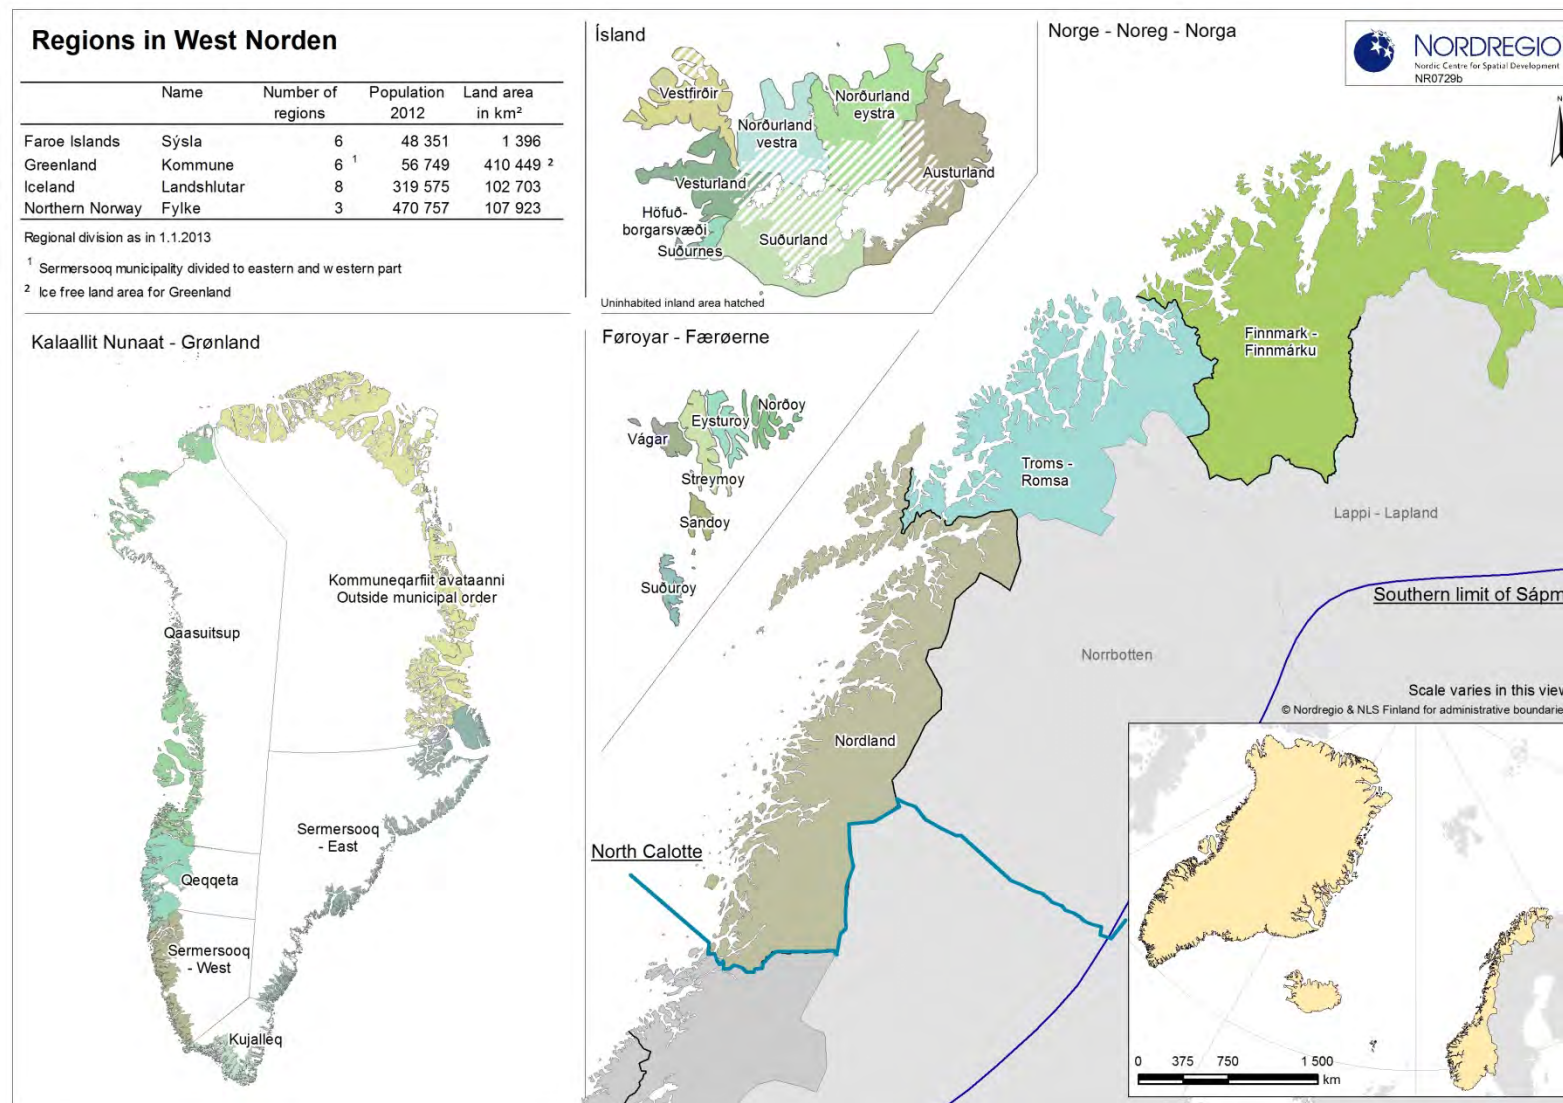 Regions in West Norden
Name Number of regions Population 2012 Land area in km²
Faroe Islands Sýsla 6 48 351 1 396
Greenland Kommune 6 ¹ 56 749 410 449 ²
Iceland Landshlutar 8 319 575 102 703
Northern Norway Fylke 3 470 757 107 923
Regional division as in 1.1.2013
¹ Sermersooq municipality divided to eastern and western part
² Ice free land area for Greenland
Kalaallit Nunaat - Grønland
Kommuneqarfiit avataanni
Outside municipal order
Qaasuitsup
Sermersooq
- East
Qeqqeta
Sermersooq
- West
Kujalleq
Ísland
Vestfirðir
Norðurland
eystra
Norðurland
vestra
Vesturland
Austurland
Höfuð-
borgarsvæði
Suðurnes
Suðurland
Uninhabited inland area hatched
Føroyar - Færøerne
Norðoy
Eysturoy
Vágar
Streymoy
Sandoy
Suðuroy
Norge - Noreg - Norga
NORDREGIO
Nordic Centre for Spatial Development
NR0729b
N
Finnmark -
Finnmárku
Troms -
Romsa
Lappi - Lapland
Southern limit of Sápm
Norrbotten
Nordland
North Calotte
Scale varies in this view
© Nordregio & NLS Finland for administrative boundarie
0 375 750 1 500
km